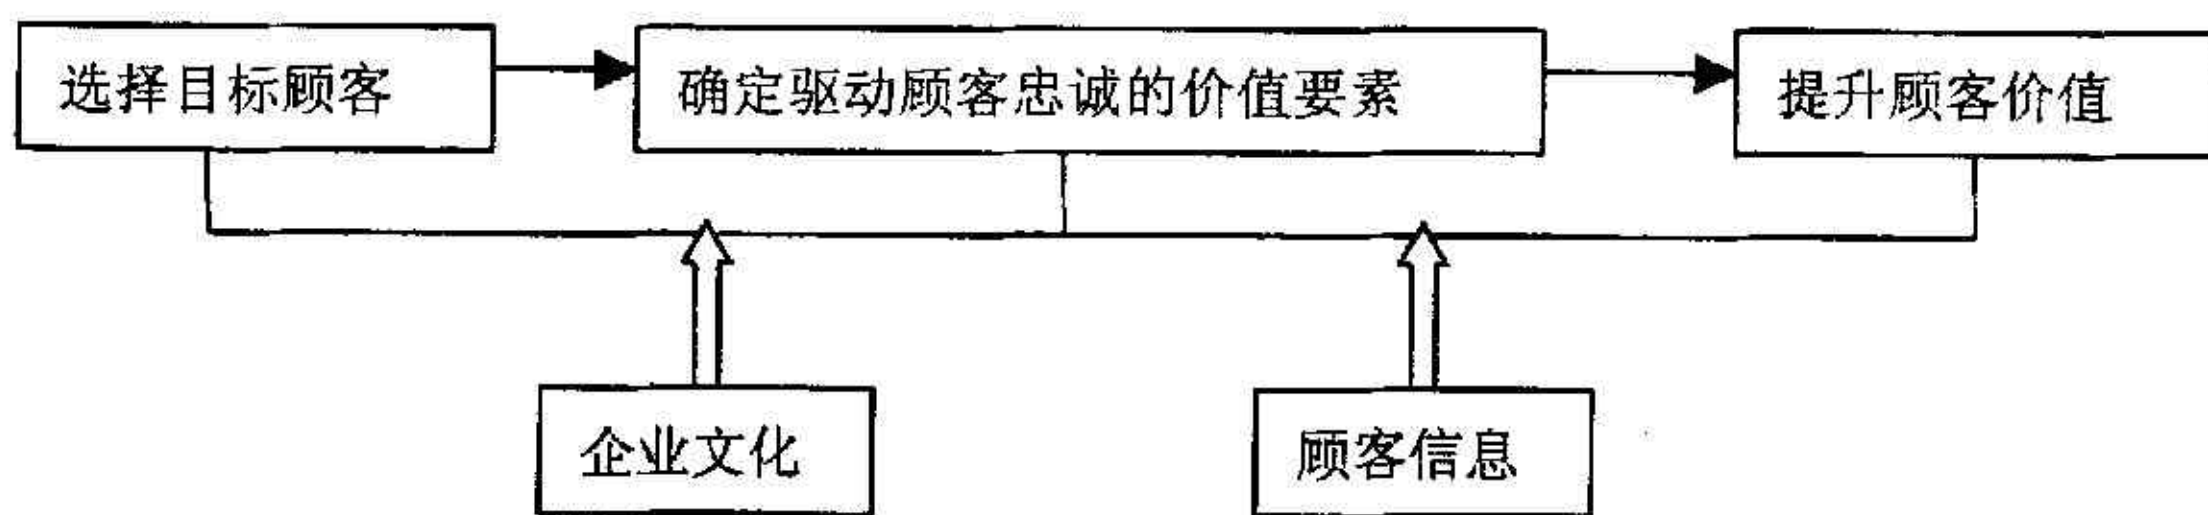 选择目标顾客
确定驱动顾客忠诚的价值要素
提升顾客价值
企业文化
顾客信息